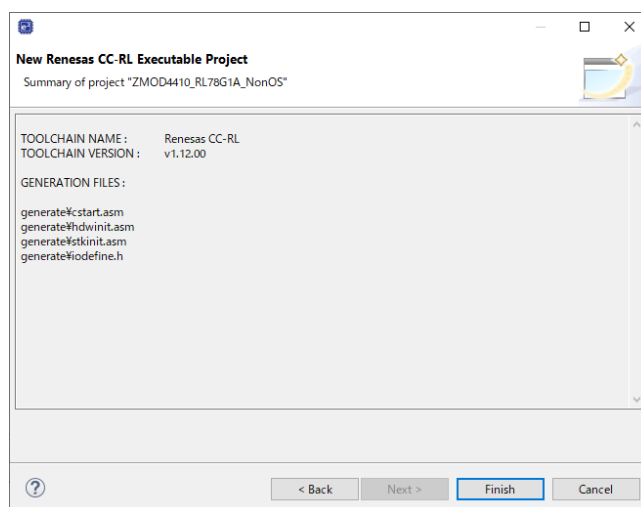 New Renesas CC-RL Executable Project
Summary of project "ZMOD4410_RL78G1A_NonOS"
TOOLCHAIN NAME : Renesas CC-RL
TOOLCHAIN VERSION : v1.12.00
GENERATION FILES :
generate¥cstart.asm
generate¥hdwinit.asm
generate¥stkinit.asm
generate¥iodefine.h
?
< Back Next > Finish Cancel